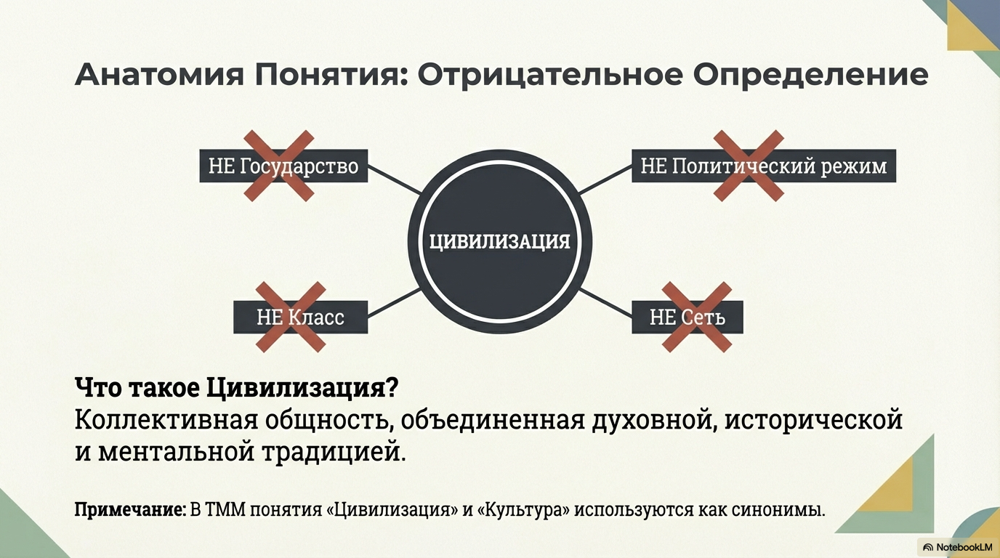 Анатомия Понятия: Отрицательное Определение
НЕ Государство
НЕ Политический режим
ЦИВИЛИЗАЦИЯ
НЕ Класс
НЕ Сеть
Что такое Цивилизация?
Коллективная общность, объединенная духовной, исторической
и ментальной традицией.
Примечание: В ТММ понятия «Цивилизация» и «Культура» используются как синонимы.
NotebookLM